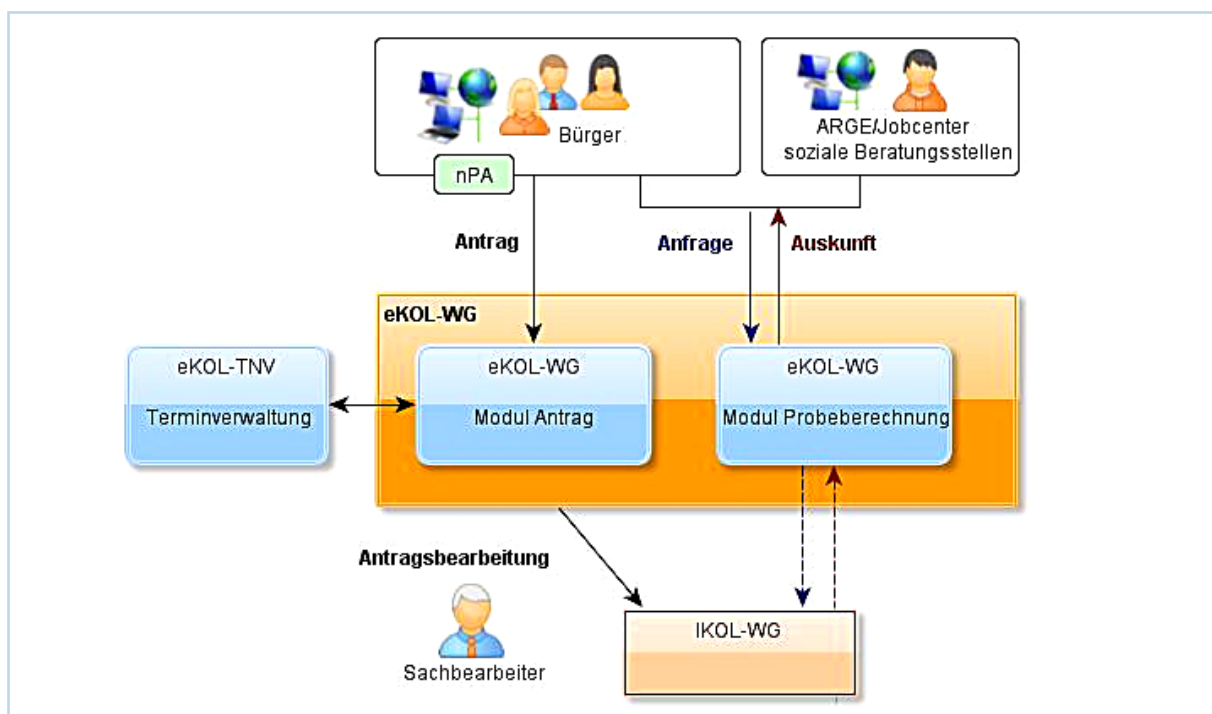 Bürger
nPA
ARGE/Jobcenter
soziale Beratungsstellen
Antrag
Anfrage
Auskunft
eKOL-WG
eKOL-TNV
Terminverwaltung
eKOL-WG
Modul Antrag
eKOL-WG
Modul Probeberechnung
Antragsbearbeitung
Sachbearbeiter
IKOL-WG